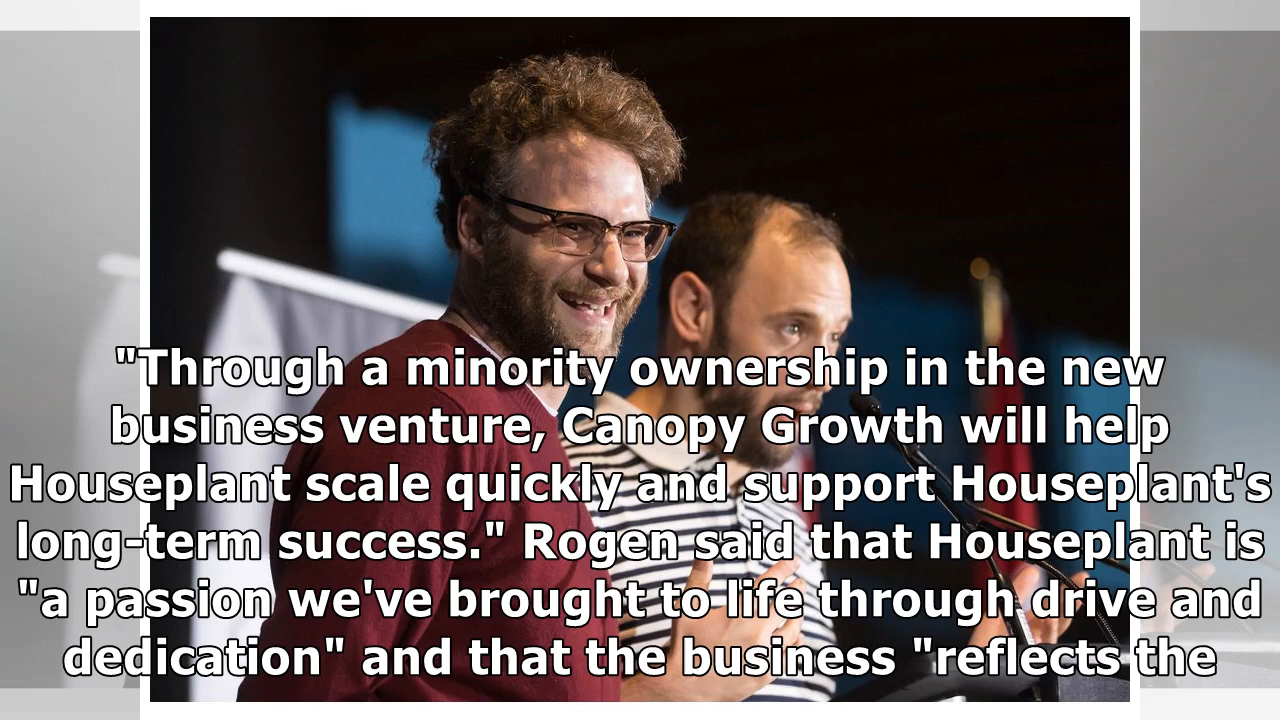 "Through a minority ownership in the new
business venture, Canopy Growth will help
Houseplant scale quickly and support Houseplant's
long-term success." Rogen said that Houseplant is
"a passion we've brought to life through drive and
dedication" and that the business "reflects the